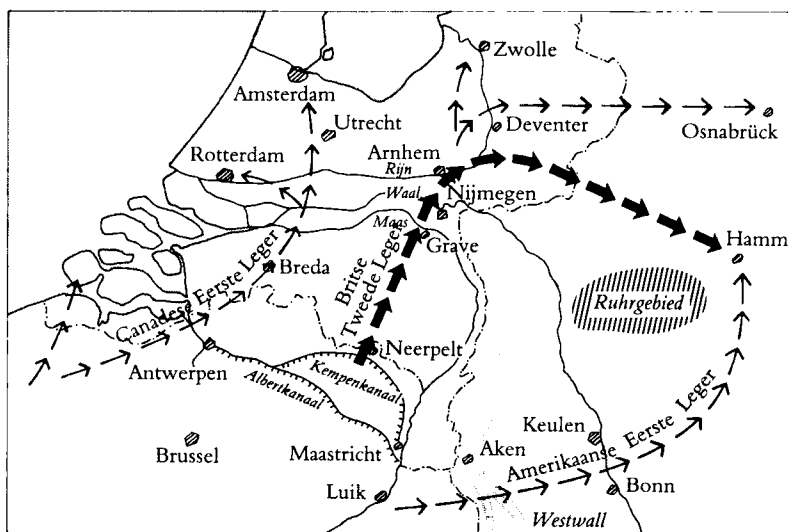 Zwolle
Amsterdam
Utrecht
Deventer
Osnabrück
Rotterdam
Arnhem
Rijn
Waal
Nijmegen
Maas
Grave
Hamm
Breda
Canadese Eerste Leger
Britse
Tweede Leger
Ruhrgebied
Neerpelt
Antwerpen
Kempenkanaal
Albertkanaal
Brussel
Maastricht
Aken
Keulen
Amerikaanse Eerste Leger
Luik
Bonn
Westwall